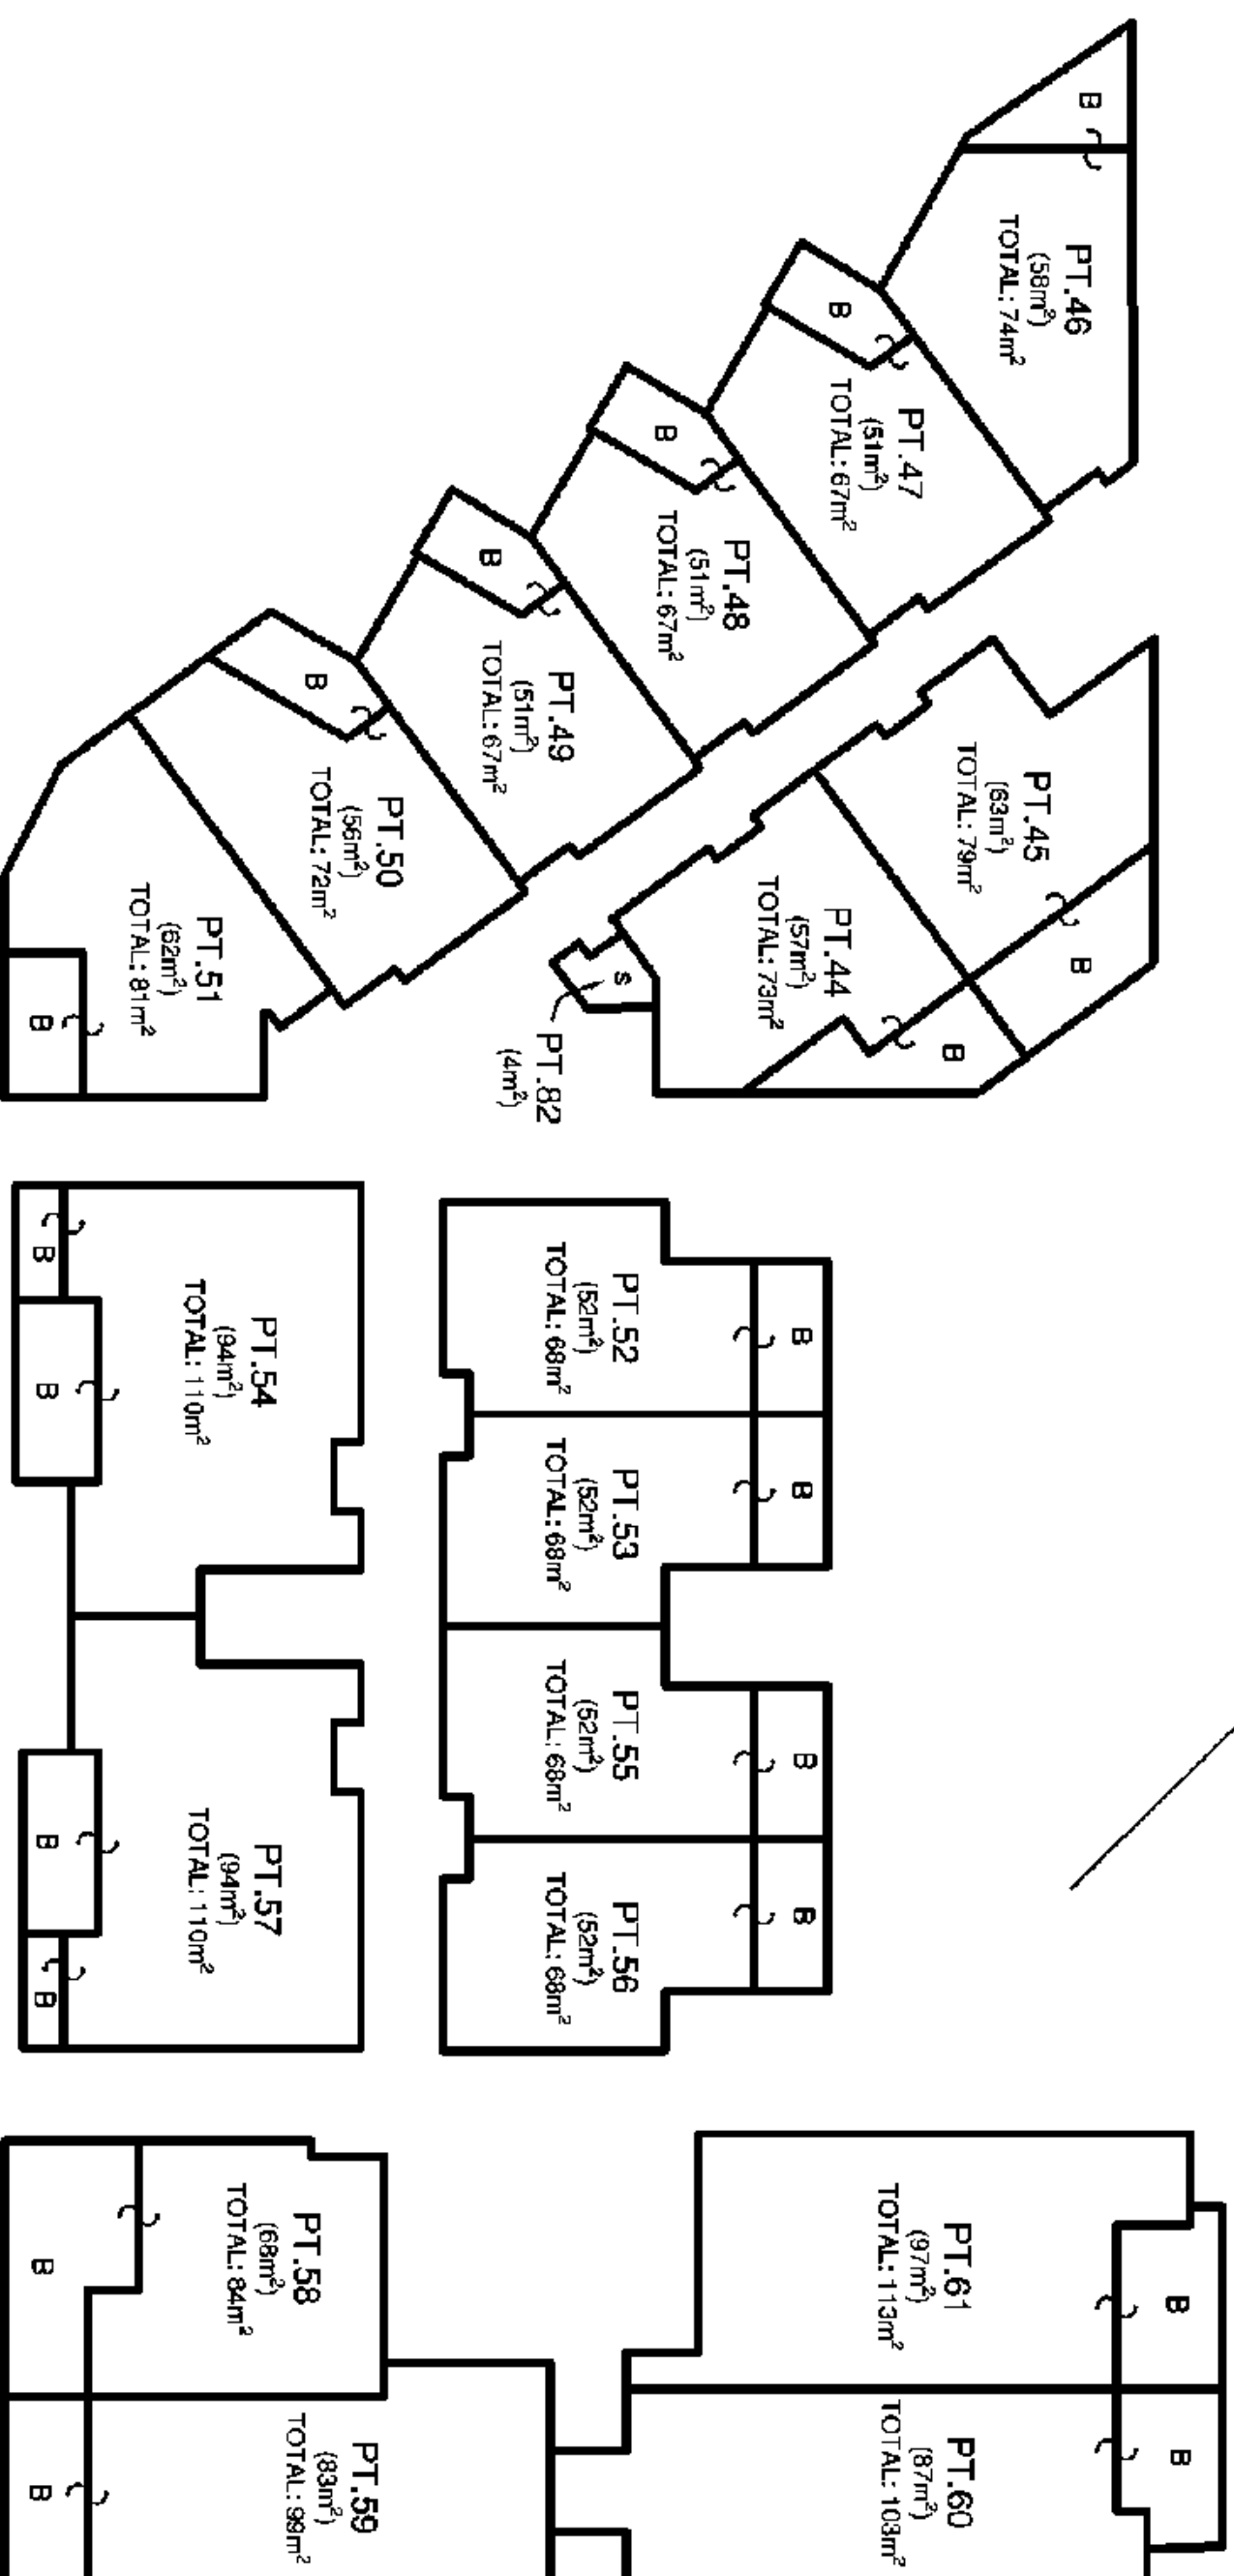 B
PT.46
(58m²)
TOTAL: 74m²
B
PT.47
(51m²)
TOTAL: 67m²
B
PT.48
(51m²)
TOTAL: 67m²
B
PT.49
(51m²)
TOTAL: 67m²
B
PT.50
(56m²)
TOTAL: 72m²
PT.51
(62m²)
TOTAL: 81m²
B
PT.45
(63m²)
TOTAL: 79m²
B
PT.44
(57m²)
TOTAL: 73m²
B
S
PT.82
(4m²)
B
B
PT.54
(94m²)
TOTAL: 110m²
PT.52
(52m²)
TOTAL: 68m²
B
PT.53
(52m²)
TOTAL: 68m²
B
PT.55
(52m²)
TOTAL: 68m²
B
PT.56
(52m²)
TOTAL: 68m²
B
PT.57
(94m²)
TOTAL: 110m²
B
B
PT.58
(68m²)
TOTAL: 84m²
B
PT.59
(83m²)
TOTAL: 99m²
B
PT.61
(97m²)
TOTAL: 113m²
B
PT.60
(87m²)
TOTAL: 103m²
B